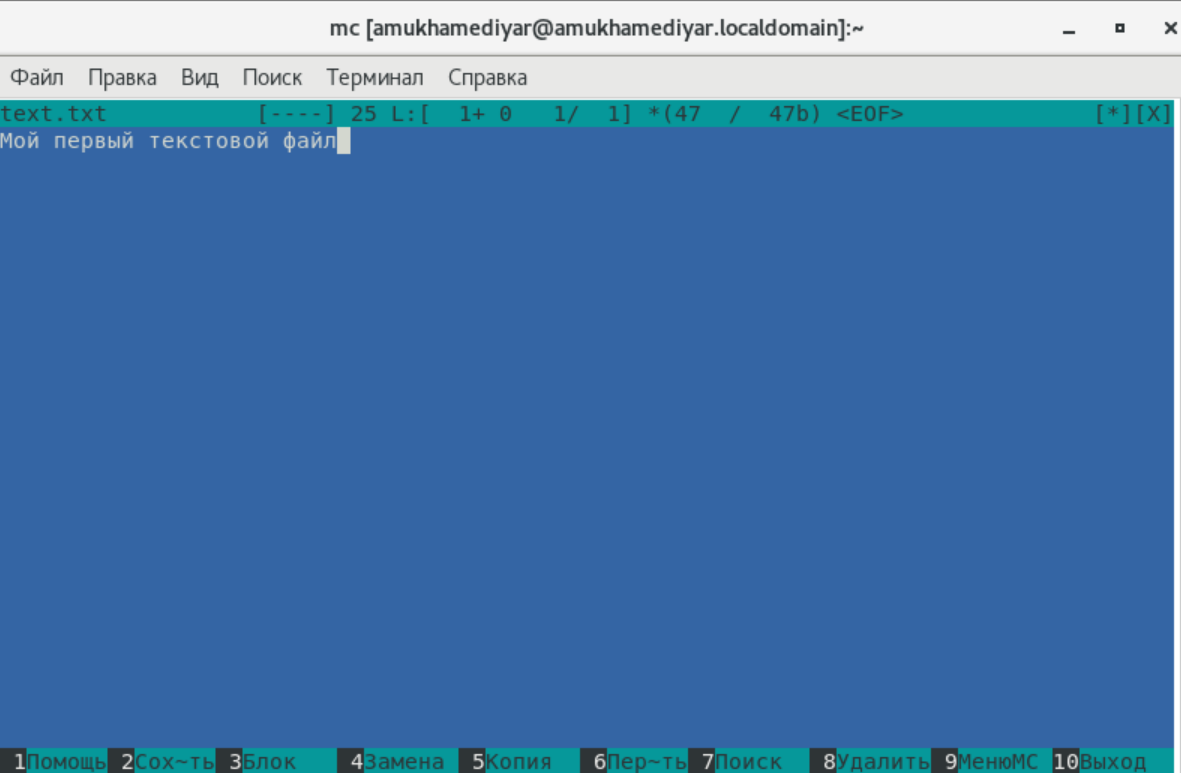 mc [amukhamediyar@amukhamediyar.localdomain]:~
Файл Правка Вид Поиск Терминал Справка
text.txt [----] 25 L:[ 1+ 0 1/ 1] *(47 / 47b) <EOF> [*][X]
Мой первый текстовой файл
1Помощь 2Сох~ть 3Блок 4Замена 5Копия 6Пер~ть 7Поиск 8Удалить 9МенюMC 10Выход